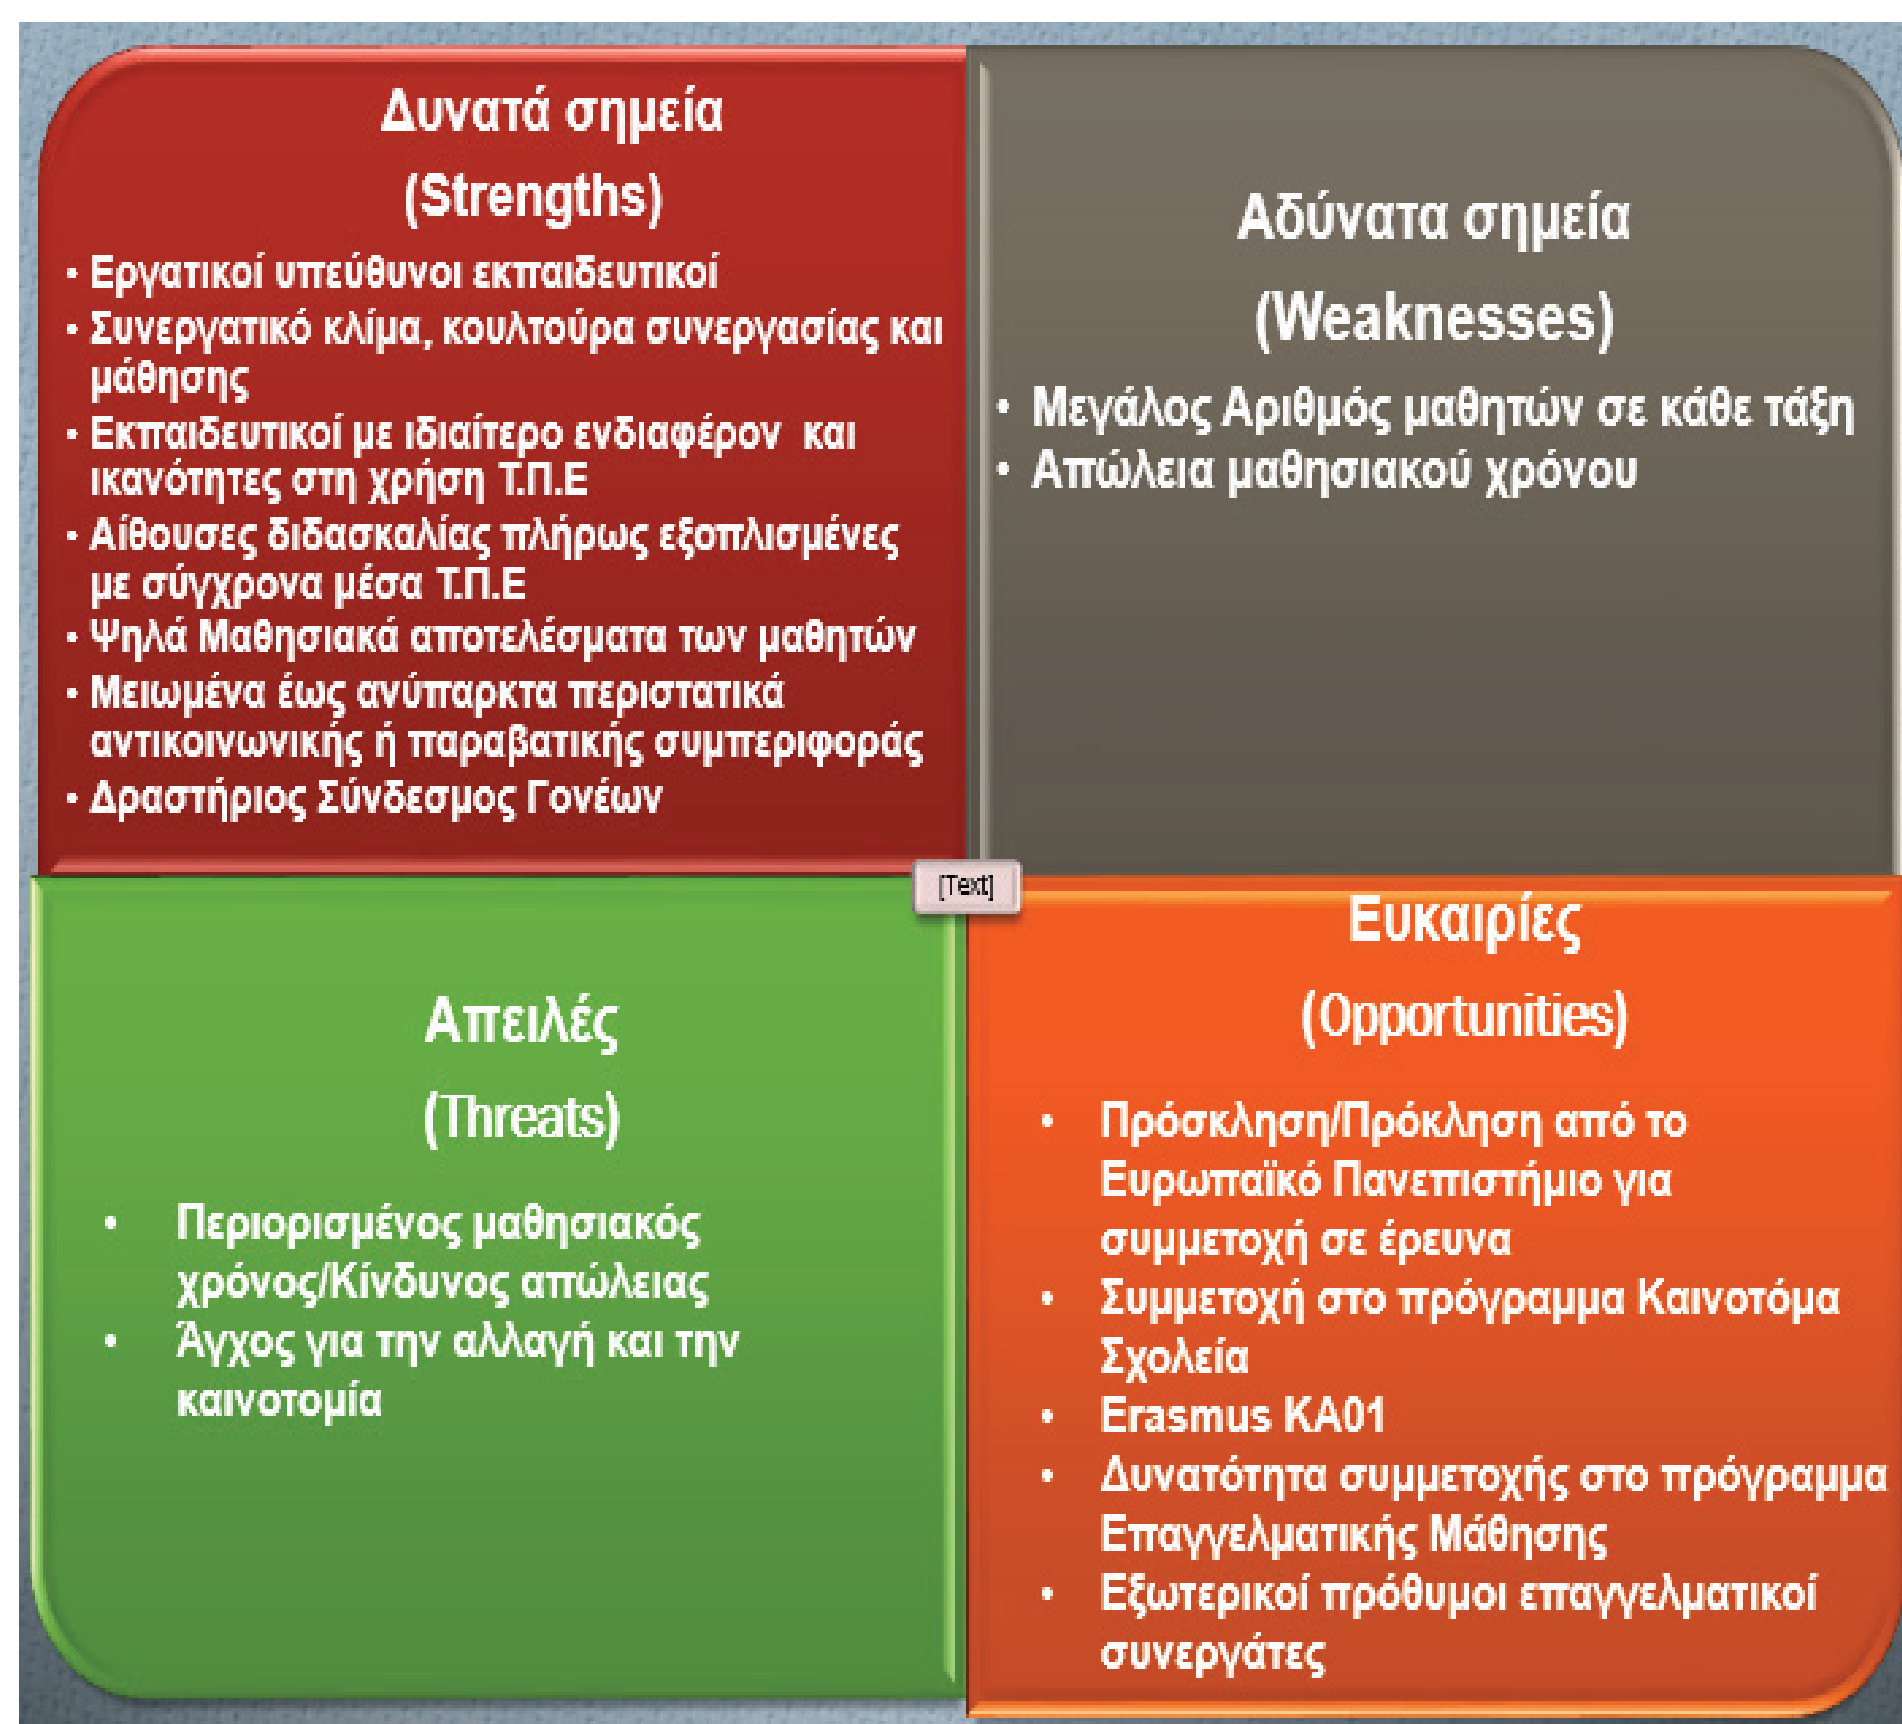 Δυνατά σημεία
(Strengths)
• Εργατικοί υπεύθυνοι εκπαιδευτικοί
• Συνεργατικό κλίμα, κουλτούρα συνεργασίας και
μάθησης
• Εκπαιδευτικοί με ιδιαίτερο ενδιαφέρον και
ικανότητες στη χρήση Τ.Π.Ε
• Αίθουσες διδασκαλίας πλήρως εξοπλισμένες
με σύγχρονα μέσα Τ.Π.Ε
• Ψηλά Μαθησιακά αποτελέσματα των μαθητών
• Μειωμένα έως ανύπαρκτα περιστατικά
αντικοινωνικής ή παραβατικής συμπεριφοράς
• Δραστήριος Σύνδεσμος Γονέων
Αδύνατα σημεία
(Weaknesses)
• Μεγάλος Αριθμός μαθητών σε κάθε τάξη
• Απώλεια μαθησιακού χρόνου
[Text]
Απειλές
(Threats)
• Περιορισμένος μαθησιακός
χρόνος/Κίνδυνος απώλειας
• Άγχος για την αλλαγή και την
καινοτομία
Ευκαιρίες
(Opportunities)
• Πρόσκληση/Πρόκληση από το
Ευρωπαϊκό Πανεπιστήμιο για
συμμετοχή σε έρευνα
• Συμμετοχή στο πρόγραμμα Καινοτόμα
Σχολεία
• Erasmus KA01
• Δυνατότητα συμμετοχής στο πρόγραμμα
Επαγγελματικής Μάθησης
• Εξωτερικοί πρόθυμοι επαγγελματικοί
συνεργάτες